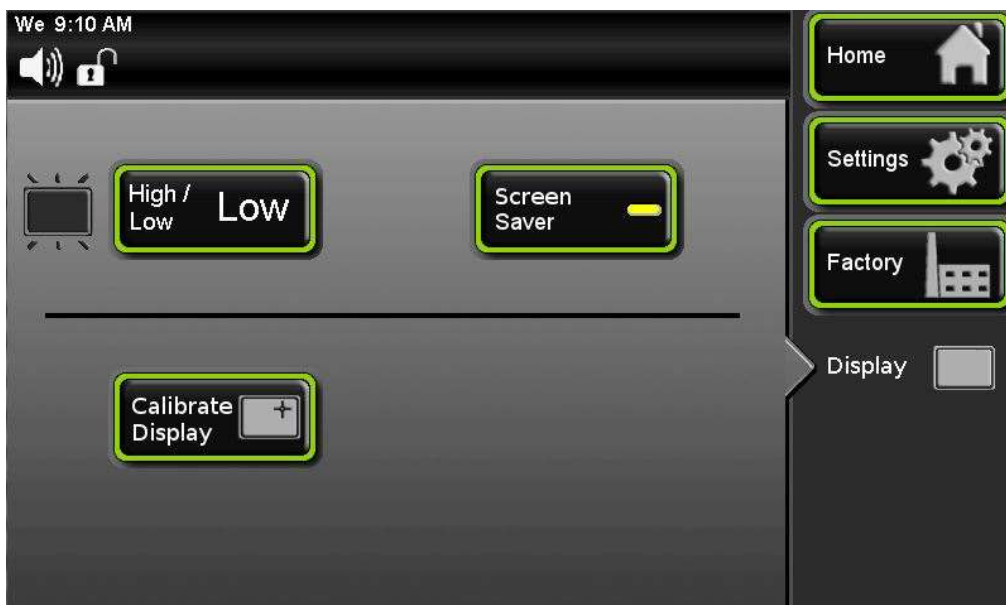 We 9:10 AM
Home
Settings
High /
Low
Low
Screen
Saver
Factory
Display
Calibrate
Display